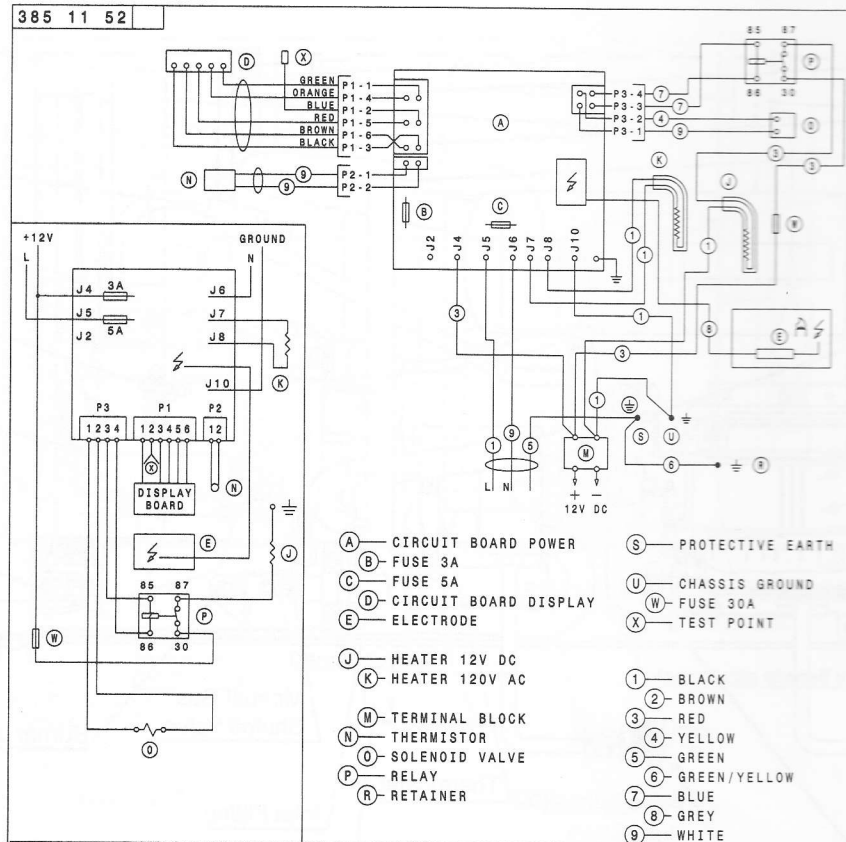 385 11 52
D
X
GREEN
ORANGE
BLUE
RED
BROWN
BLACK
P1-1
P1-4
P1-2
P1-5
P1-6
P1-3
N
9
9
P2-1
P2-2
A
B
C
J2
J4
J5
J6
J7
J8
J10
P3-4
P3-3
P3-2
P3-1
7
7
4
9
85 87
86 30
P
O
3
3
K
J
W
1
1
1
1
3
3
8
E
1
1
9
5
L N
M
+ -
12V DC
S
U
6
R
+12V
L
GROUND
N
J4 3A
J5 5A
J2
J6
J7
J8
J10
K
P3
P1
P2
1234
123456
12
X
DISPLAY
BOARD
N
E
J
85 87
86 30
P
W
O
A CIRCUIT BOARD POWER
B FUSE 3A
C FUSE 5A
D CIRCUIT BOARD DISPLAY
E ELECTRODE
J HEATER 12V DC
K HEATER 120V AC
M TERMINAL BLOCK
N THERMISTOR
O SOLENOID VALVE
P RELAY
R RETAINER
S PROTECTIVE EARTH
U CHASSIS GROUND
W FUSE 30A
X TEST POINT
1 BLACK
2 BROWN
3 RED
4 YELLOW
5 GREEN
6 GREEN/YELLOW
7 BLUE
8 GREY
9 WHITE